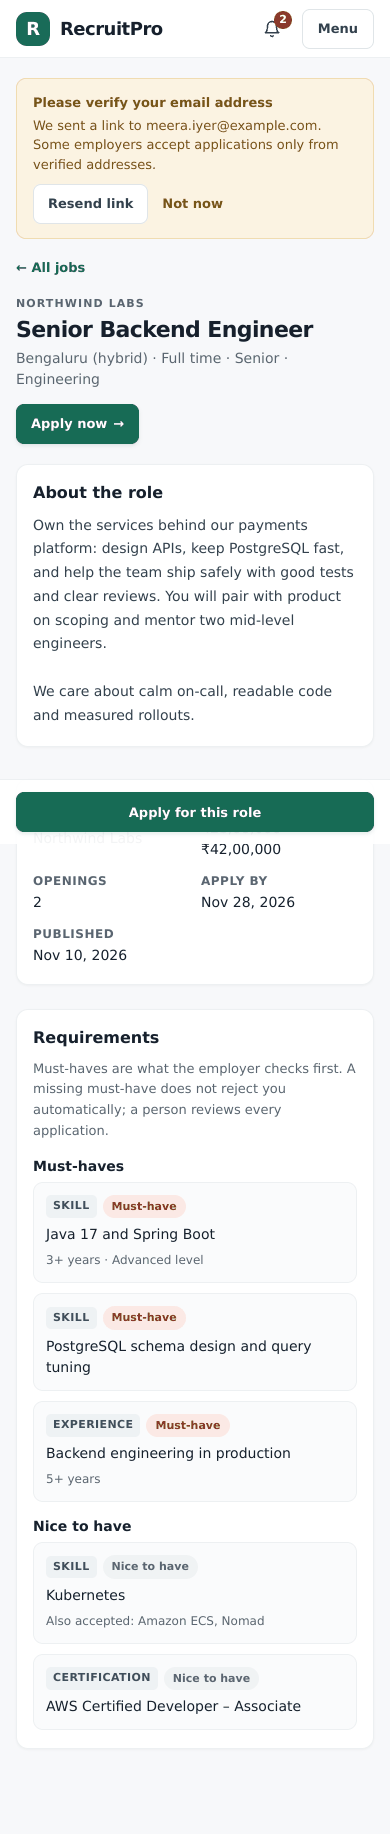 R RecruitPro 2 Menu
Please verify your email address
We sent a link to meera.iyer@example.com.
Some employers accept applications only from
verified addresses.
Resend link Not now
← All jobs
NORTHWIND LABS
Senior Backend Engineer
Bengaluru (hybrid) · Full time · Senior ·
Engineering
Apply now →
About the role
Own the services behind our payments
platform: design APIs, keep PostgreSQL fast,
and help the team ship safely with good tests
and clear reviews. You will pair with product
on scoping and mentor two mid-level
engineers.
We care about calm on-call, readable code
and measured rollouts.
Apply for this role
Northwind Labs
₹42,00,000
OPENINGS APPLY BY
2 Nov 28, 2026
PUBLISHED
Nov 10, 2026
Requirements
Must-haves are what the employer checks first. A
missing must-have does not reject you
automatically; a person reviews every
application.
Must-haves
SKILL Must-have
Java 17 and Spring Boot
3+ years · Advanced level
SKILL Must-have
PostgreSQL schema design and query
tuning
EXPERIENCE Must-have
Backend engineering in production
5+ years
Nice to have
SKILL Nice to have
Kubernetes
Also accepted: Amazon ECS, Nomad
CERTIFICATION Nice to have
AWS Certified Developer – Associate